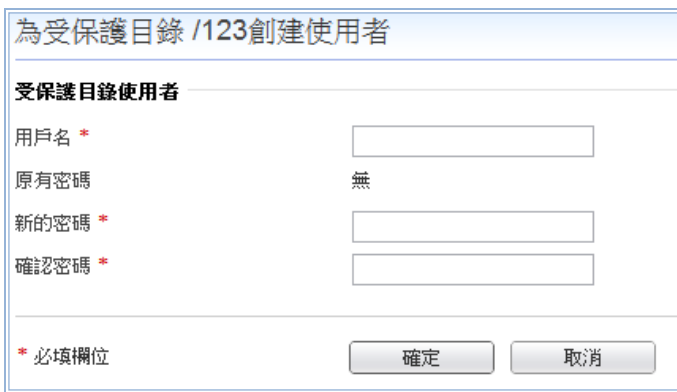 為受保護目錄 /123創建使用者
受保護目錄使用者
用戶名 *
原有密碼 無
新的密碼 *
確認密碼 *
* 必填欄位 確定 取消